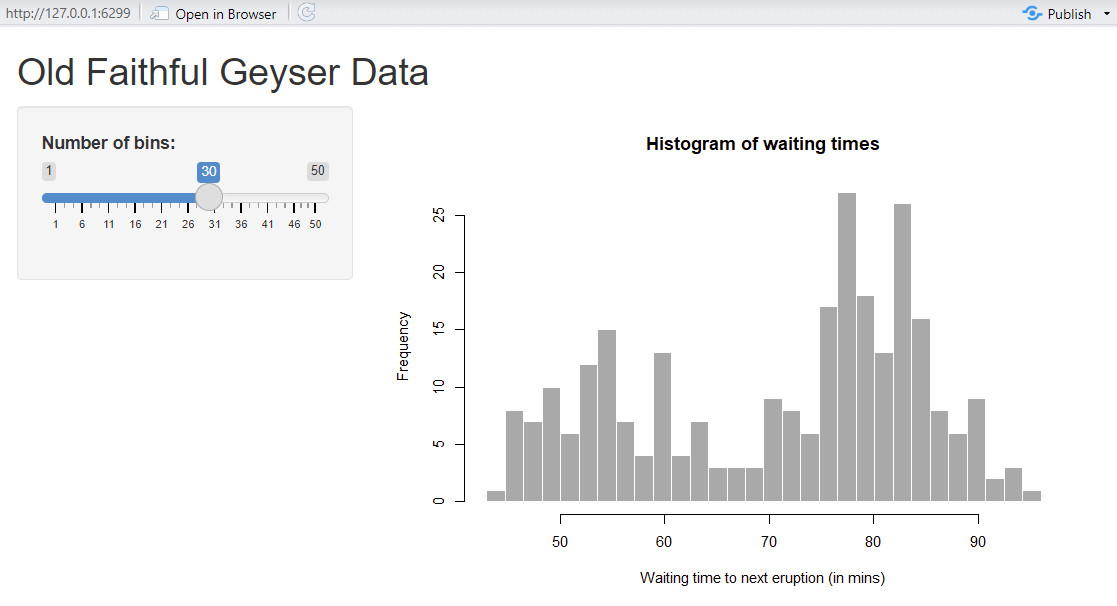 http://127.0.0.1:6299 Open in Browser Publish
Old Faithful Geyser Data
Number of bins:
1 30 50
1 6 11 16 21 26 31 36 41 46 50
Histogram of waiting times
Frequency
25
20
15
10
5
0
50 60 70 80 90
Waiting time to next eruption (in mins)